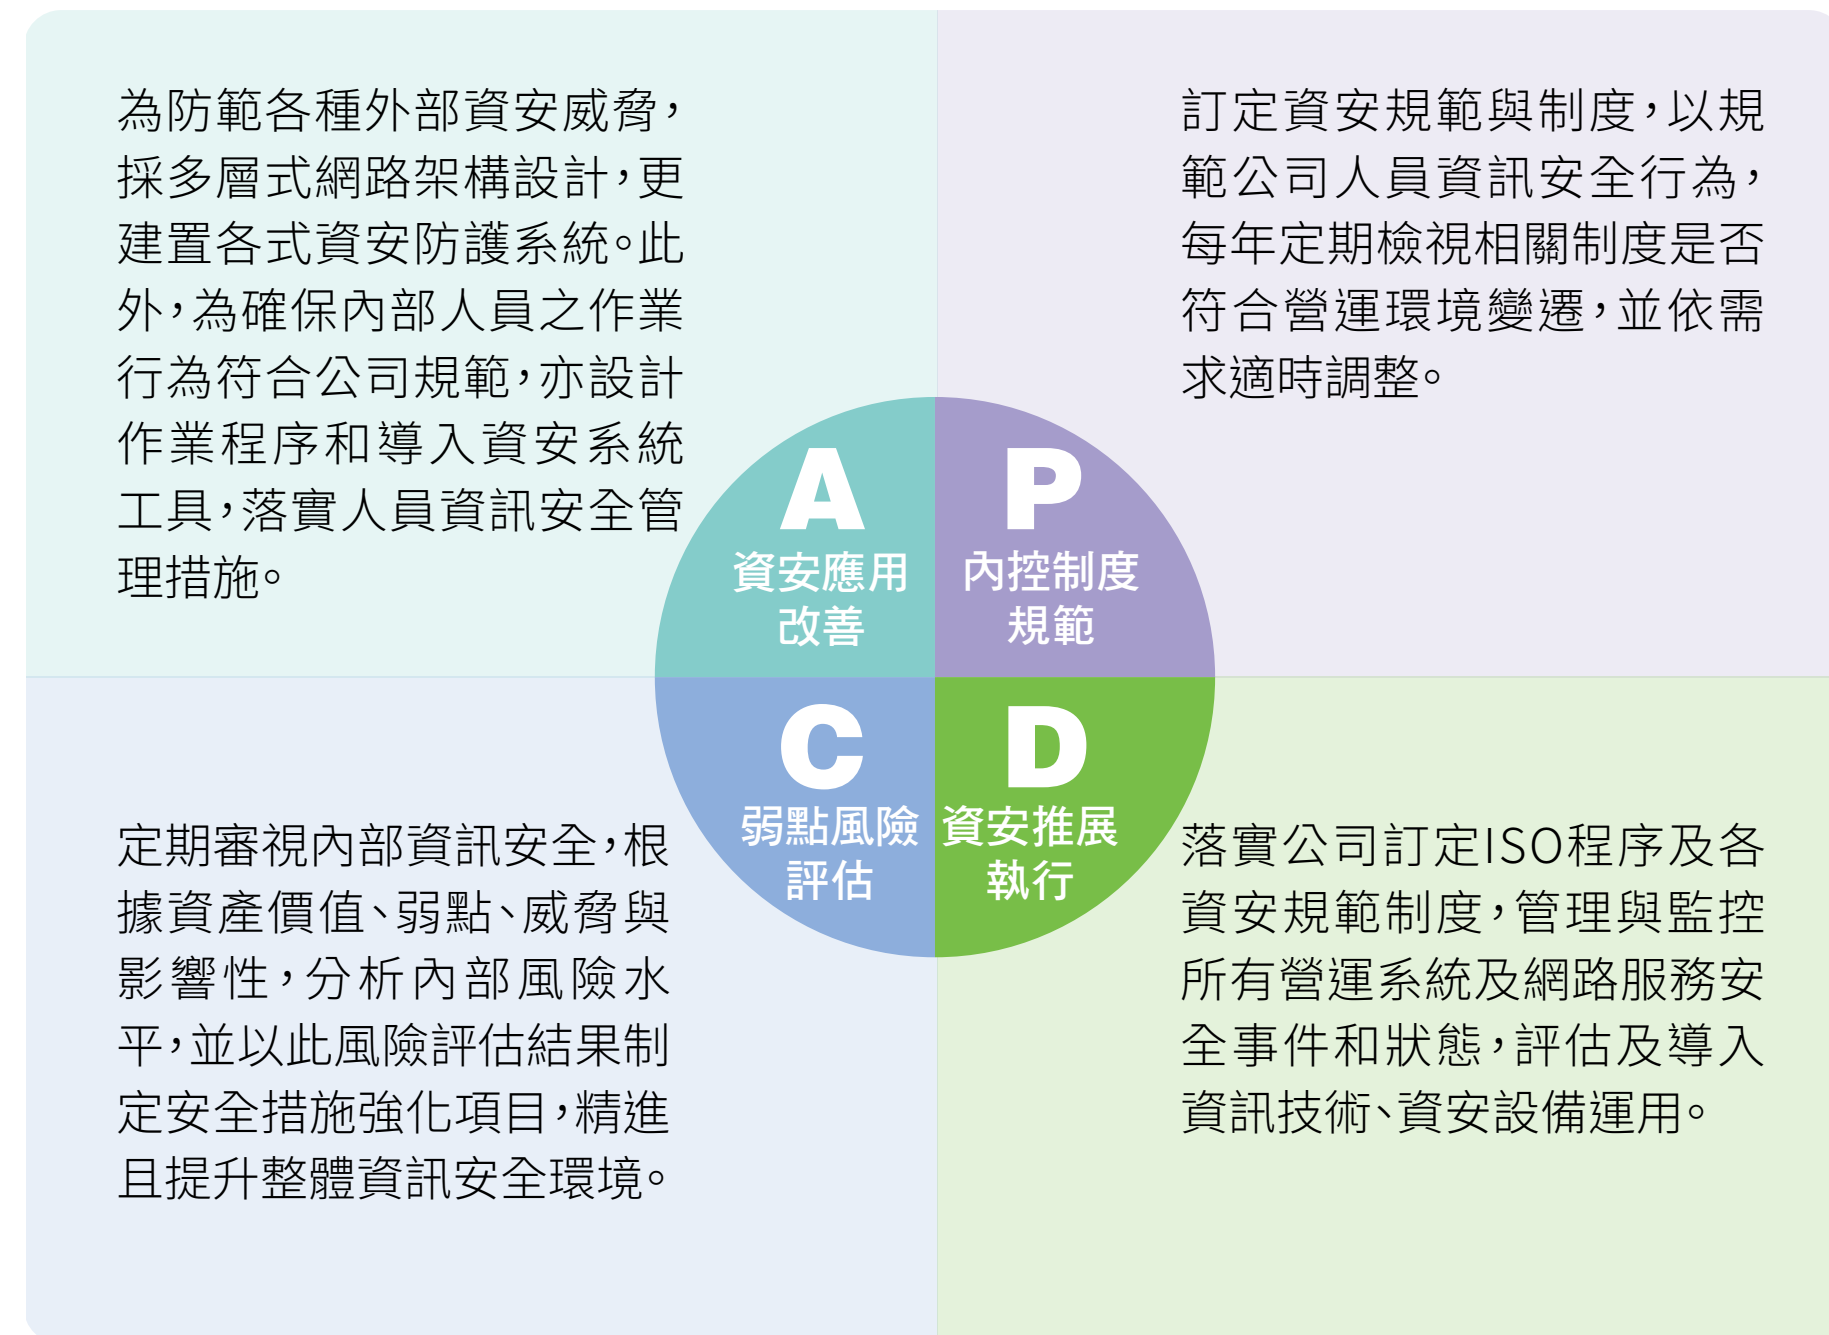 為防範各種外部資安威脅，
採多層式網路架構設計，更
建置各式資安防護系統。此
外，為確保內部人員之作業
行為符合公司規範，亦設計
作業程序和導入資安系統
工具，落實人員資訊安全管
理措施。
訂定資安規範與制度，以規
範公司人員資訊安全行為，
每年定期檢視相關制度是否
符合營運環境變遷，並依需
求適時調整。
A
資安應用
改善
P
內控制度
規範
C
弱點風險
評估
D
資安推展
執行
定期審視內部資訊安全，根
據資產價值、弱點、威脅與
影響性，分析內部風險水
平，並以此風險評估結果制
定安全措施強化項目，精進
且提升整體資訊安全環境。
落實公司訂定ISO程序及各
資安規範制度，管理與監控
所有營運系統及網路服務安
全事件和狀態，評估及導入
資訊技術、資安設備運用。